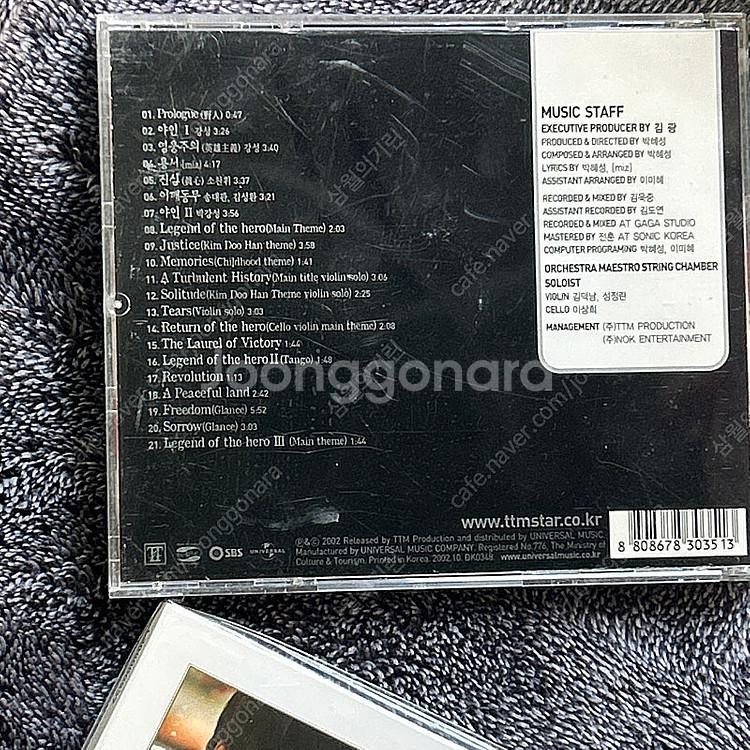 01. Prologue(野人) 0:47
02. 야인 I 강성 3:26
03. 영웅주의(英雄主義) 강성 3:40
04. 용서 (miz) 4:17
05. 진심(眞心) 소찬휘 3:37
06. 어깨동무 송대관, 김성환 3:21
07. 야인 II 박강성 3:56
08. Legend of the hero(Main Theme) 2:03
09. Justice(Kim Doo Han theme) 3:58
10. Memories(Childhood theme) 1:41
11. A Turbulent History(Main title violin solo) 3:06
12. Solitude(Kim Doo Han Theme violin solo) 2:25
13. Tears(Violin solo) 3:03
14. Return of the hero(Cello violin main theme) 2:08
15. The Laurel of Victory 1:44
16. Legend of the hero II (Tango) 1:48
17. Revolution
18. A Peaceful land 2:42
19. Freedom(Glance) 5:52
20. Sorrow(Glance) 3:03
21. Legend of the hero III (Main theme) 1:44
MUSIC STAFF
EXECUTIVE PRODUCER BY 김 광
PRODUCED & DIRECTED BY 박혜성
COMPOSED & ARRANGED BY 박혜성
LYRICS BY 박혜성, [miz]
ASSISTANT ARRANGED BY 이미혜
RECORDED & MIXED BY 김욱중
ASSISTANT RECORDED BY 김도연
RECORDED & MIXED AT GAGA STUDIO
MASTERED BY 전훈 AT SONIC KOREA
COMPUTER PROGRAMING 박혜성, 이미혜
ORCHESTRA MAESTRO STRING CHAMBER
SOLOIST
VIOLIN 김덕남, 성정란
CELLO 이상희
MANAGEMENT (주)TTM PRODUCTION
(주)NOK ENTERTAINMENT
joonggonara
www.ttmstar.co.kr
SBS
UNIVERSAL
℗&© 2002 Released by TTM Production and distributed by UNIVERSAL MUSIC
Manufactured by UNIVERSAL MUSIC COMPANY. Registered No.776, The Ministry of
Culture & Tourism. Printed in Korea. 2002.10. DK0348 www.universalmusic.co.kr
8 808678 303513